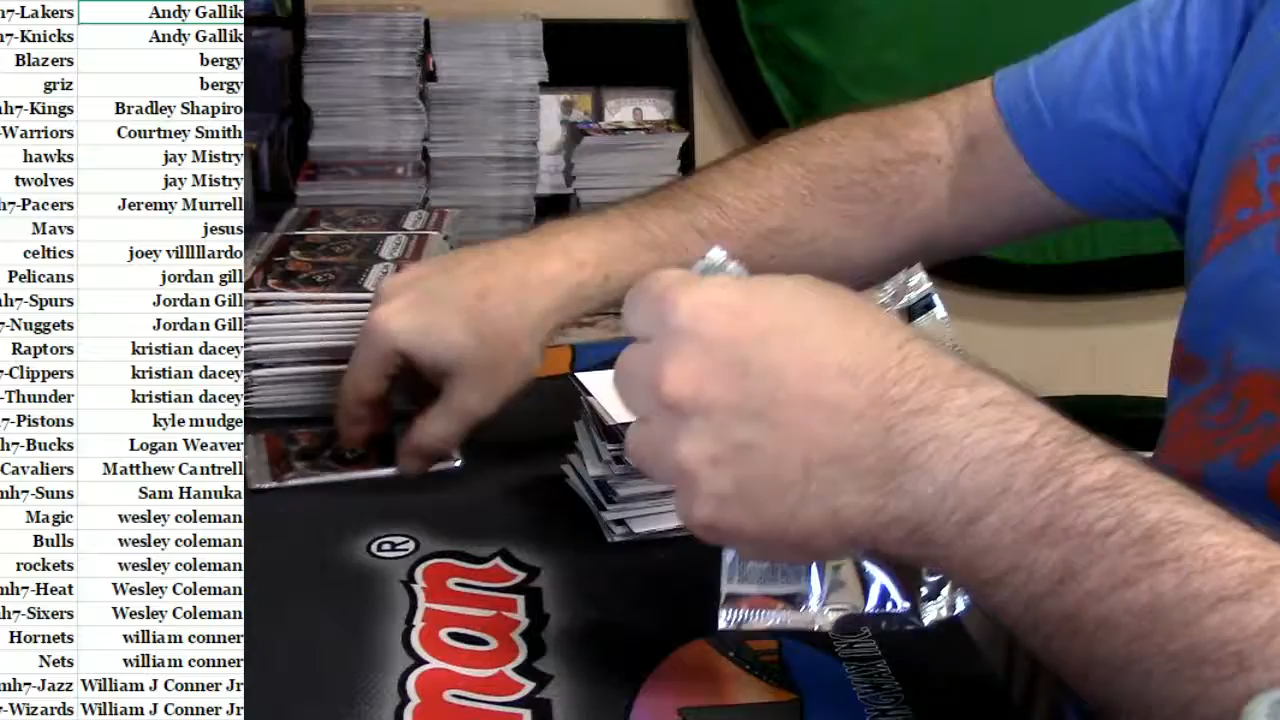 h7-Lakers Andy Gallik
h7-Knicks Andy Gallik
Blazers bergy
griz bergy
nh7-Kings Bradley Shapiro
-Warriors Courtney Smith
hawks jay Mistry
twolves jay Mistry
h7-Pacers Jeremy Murrell
Mavs jesus
celtics joey villlllardo
Pelicans jordan gill
nh7-Spurs Jordan Gill
7-Nuggets Jordan Gill
Raptors kristian dacey
7-Clippers kristian dacey
-Thunder kristian dacey
7-Pistons kyle mudge
h7-Bucks Logan Weaver
Cavaliers Matthew Cantrell
mh7-Suns Sam Hanuka
Magic wesley coleman
Bulls wesley coleman
rockets wesley coleman
mh7-Heat Wesley Coleman
h7-Sixers Wesley Coleman
Hornets william conner
Nets william conner
mh7-Jazz William J Conner Jr
-Wizards William J Conner Jr
®
man